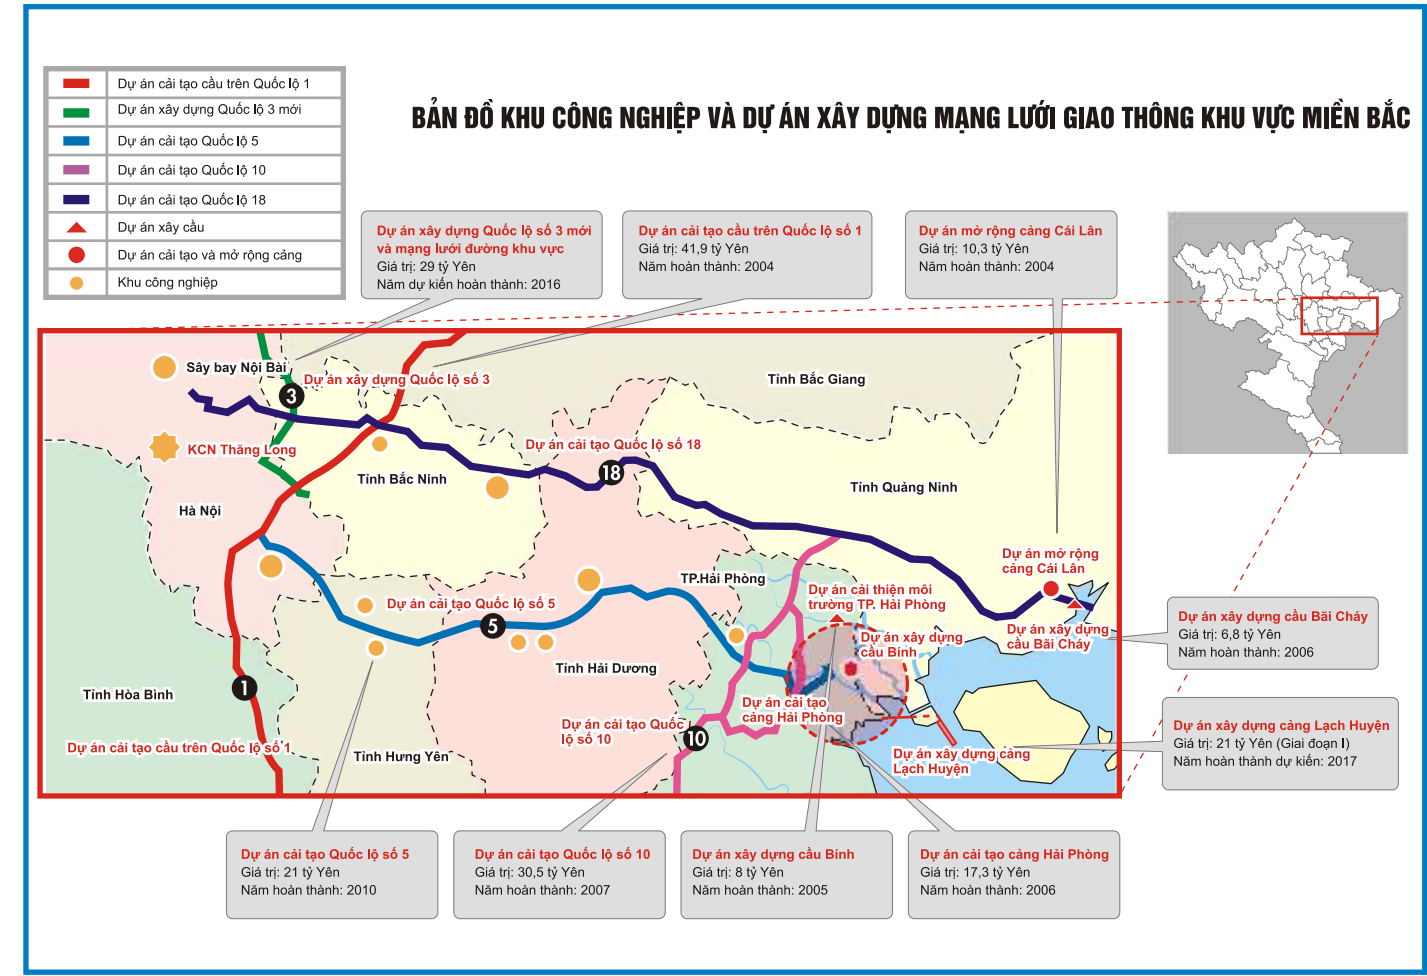 BẢN ĐỒ KHU CÔNG NGHIỆP VÀ DỰ ÁN XÂY DỰNG MẠNG LƯỚI GIAO THÔNG KHU VỰC MIỀN BẮC
Dự án cải tạo cầu trên Quốc lộ 1
Dự án xây dựng Quốc lộ 3 mới
Dự án cải tạo Quốc lộ 5
Dự án cải tạo Quốc lộ 10
Dự án cải tạo Quốc lộ 18
Dự án xây cầu
Dự án cải tạo và mở rộng cảng
Khu công nghiệp
Dự án xây dựng Quốc lộ số 3 mới
và mạng lưới đường khu vực
Giá trị: 29 tỷ Yên
Năm dự kiến hoàn thành: 2016
Dự án cải tạo cầu trên Quốc lộ số 1
Giá trị: 41,9 tỷ Yên
Năm hoàn thành: 2004
Dự án mở rộng cảng Cái Lân
Giá trị: 10,3 tỷ Yên
Năm hoàn thành: 2004
Sây bay Nội Bài
3
Dự án xây dựng Quốc lộ số 3
Tỉnh Bắc Giang
KCN Thăng Long
Dự án cải tạo Quốc lộ số 18
18
Tỉnh Bắc Ninh
Tỉnh Quảng Ninh
Hà Nội
Dự án mở rộng
cảng Cái Lân
TP.Hải Phòng
Dự án cải thiện môi
trường TP. Hải Phòng
Dự án cải tạo Quốc lộ số 5
5
Dự án xây dựng
cầu Bính
Dự án xây dựng
cầu Bãi Cháy
Tỉnh Hải Dương
Tỉnh Hòa Bình
1
Dự án cải tạo
cảng Hải Phòng
Dự án cải tạo Quốc
lộ số 10
10
Dự án cải tạo cầu trên Quốc lộ số 1
Tỉnh Hưng Yên
Dự án xây dựng cảng
Lạch Huyện
Dự án xây dựng cầu Bãi Cháy
Giá trị: 6,8 tỷ Yên
Năm hoàn thành: 2006
Dự án xây dựng cảng Lạch Huyện
Giá trị: 21 tỷ Yên (Giai đoạn I)
Năm hoàn thành dự kiến: 2017
Dự án cải tạo Quốc lộ số 5
Giá trị: 21 tỷ Yên
Năm hoàn thành: 2010
Dự án cải tạo Quốc lộ số 10
Giá trị: 30,5 tỷ Yên
Năm hoàn thành: 2007
Dự án xây dựng cầu Bính
Giá trị: 8 tỷ Yên
Năm hoàn thành: 2005
Dự án cải tạo cảng Hải Phòng
Giá trị: 17,3 tỷ Yên
Năm hoàn thành: 2006